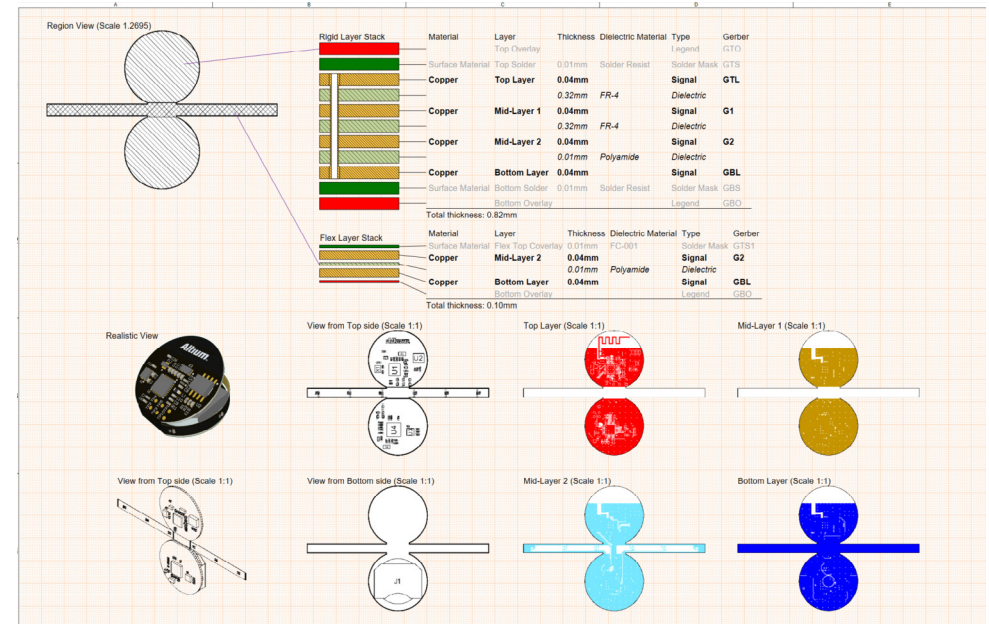 A B C D E
Region View (Scale 1.2695)
Rigid Layer Stack
Material Layer Thickness Dielectric Material Type Gerber
Top Overlay Legend GTO
Surface Material Top Solder 0.01mm Solder Resist Solder Mask GTS
Copper Top Layer 0.04mm Signal GTL
0.32mm FR-4 Dielectric
Copper Mid-Layer 1 0.04mm Signal G1
0.32mm FR-4 Dielectric
Copper Mid-Layer 2 0.04mm Signal G2
0.01mm Polyamide Dielectric
Copper Bottom Layer 0.04mm Signal GBL
Surface Material Bottom Solder 0.01mm Solder Resist Solder Mask GBS
Bottom Overlay Legend GBO
Total thickness: 0.82mm
Flex Layer Stack
Material Layer Thickness Dielectric Material Type Gerber
Surface Material Flex Top Coverlay 0.01mm FC-001 Solder Mask GTS1
Copper Mid-Layer 2 0.04mm Signal G2
0.01mm Polyamide Dielectric
Copper Bottom Layer 0.04mm Signal GBL
Bottom Overlay Legend GBO
Total thickness: 0.10mm
Realistic View
Altium
View from Top side (Scale 1:1)
Altium
U1
U2
U4
Top Layer (Scale 1:1)
Mid-Layer 1 (Scale 1:1)
View from Top side (Scale 1:1)
View from Bottom side (Scale 1:1)
J1
Mid-Layer 2 (Scale 1:1)
Bottom Layer (Scale 1:1)